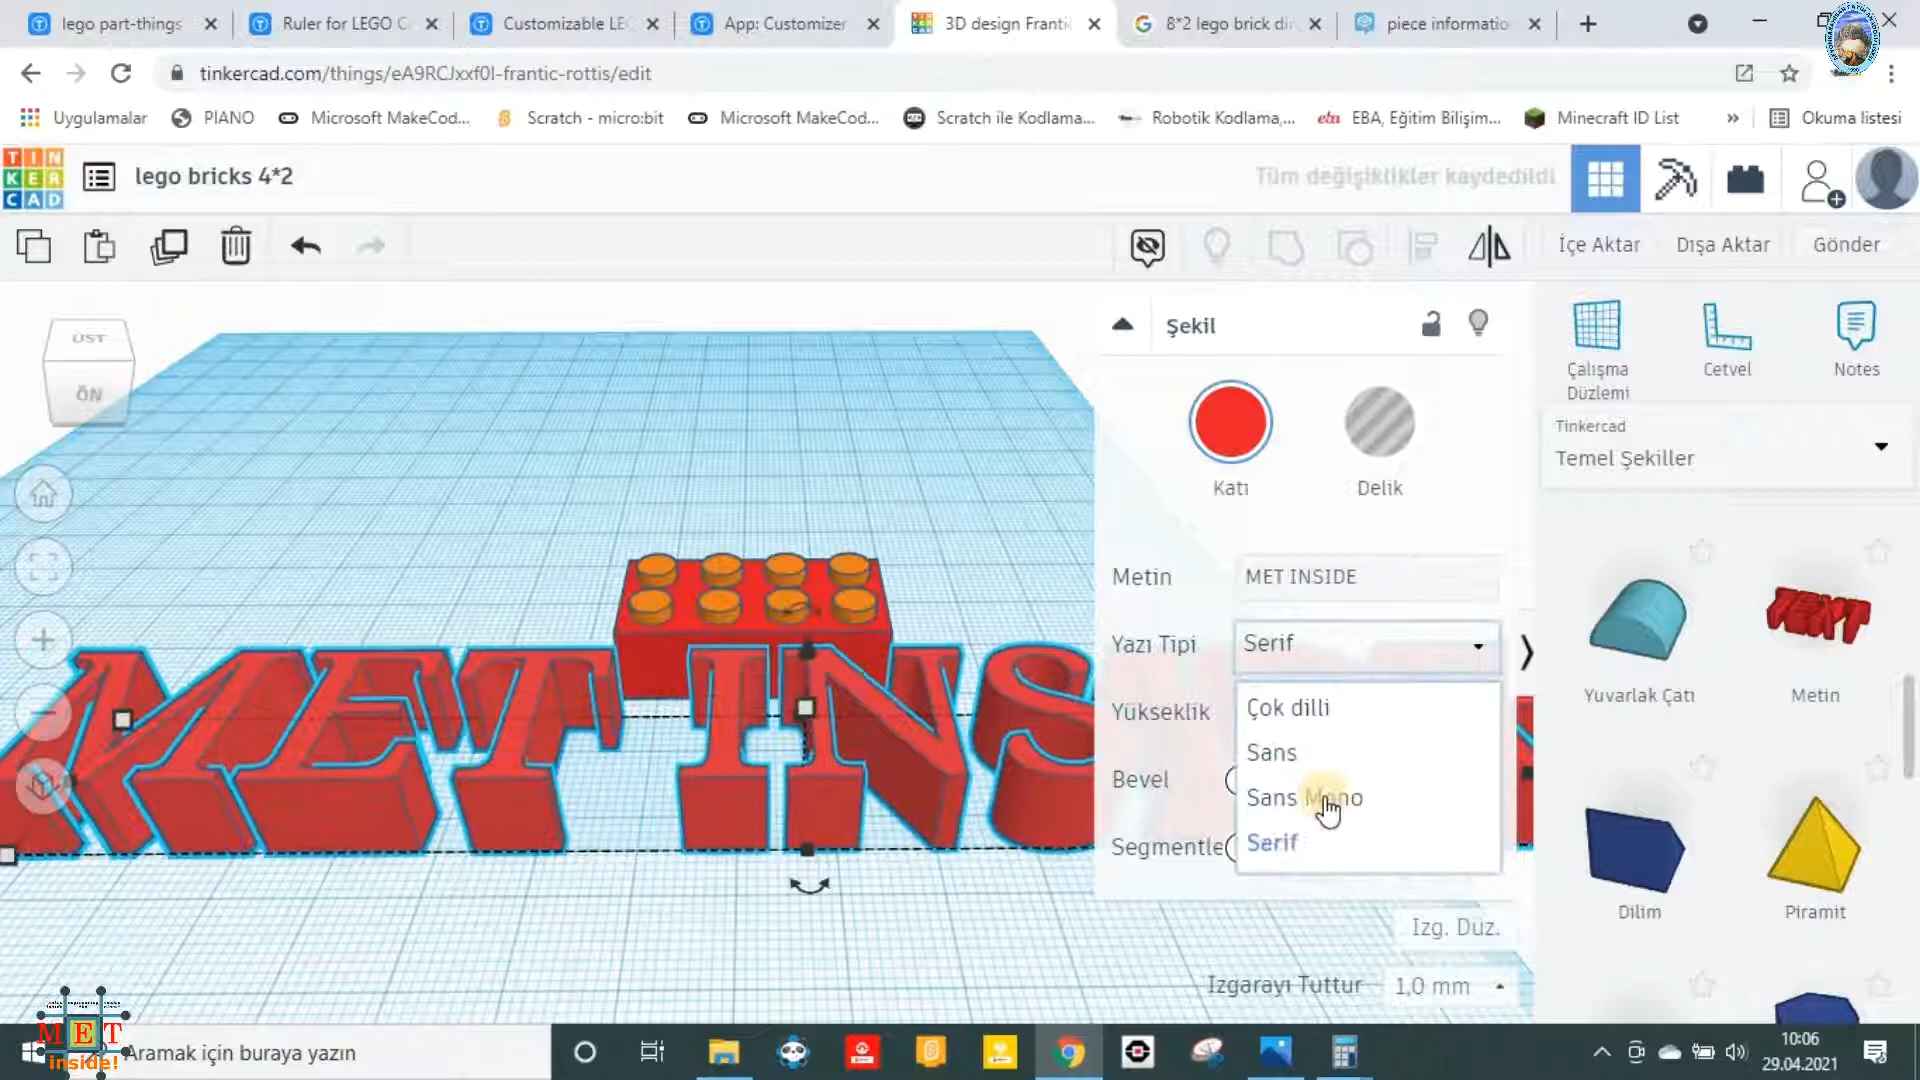 lego part-things
Ruler for LEGO C
Customizable LE
App: Customizer
3D design Franti
8*2 lego brick di
piece informatio
tinkercad.com/things/eA9RCJxxf0l-frantic-rottis/edit
Uygulamalar
PIANO
Microsoft MakeCod...
Scratch - micro:bit
Microsoft MakeCod...
Scratch ile Kodlama...
Robotik Kodlama,...
EBA, Eğitim Bilişim...
Minecraft ID List
»
Okuma listesi
TIN
KER
CAD
lego bricks 4*2
Tüm değişiklikler kaydedildi
İçe Aktar
Dışa Aktar
Gönder
ÜST
ÖN
Şekil
Katı
Delik
Metin
MET INSIDE
Yazı Tipi
Serif
Yükseklik
Çok dilli
Sans
Bevel
Sans Mono
Segmentle
Serif
MET INS
Izg. Düz.
Izgarayı Tuttur
1,0 mm
Çalışma
Düzlemi
Cetvel
Notes
Tinkercad
Temel Şekiller
TEXT
Yuvarlak Çatı
Metin
Dilim
Piramit
MET
inside!
Aramak için buraya yazın
10:06
29.04.2021